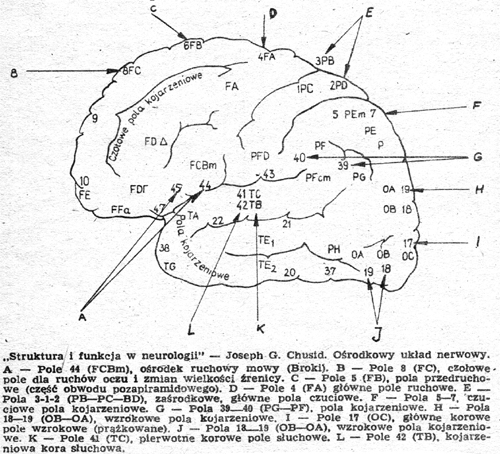 C
D
E
6FB
4FA
3PB
B
8FC
2PD
1PC
FA
F
9
Czołowe pola kojarzeniowe
5 PEm 7
PE
FD Δ
PFD
PF
P
FCBm
40
G
39
10
FE
FDΓ
45
44
43
PFcm
PG
OA 19
H
41 TC
42 TB
OB 18
FFa
47
TA
22
21
Pola kojarzeniowe
17
I
38
TE1
PH
OA
OB
OC
TG
TE2
20
37
19
18
A
L
K
J
„Struktura i funkcja w neurologii" — Joseph G. Chusid. Ośrodkowy układ nerwowy.
A — Pole 44 (FCBm), ośrodek ruchowy mowy (Broki). B — Pole 8 (FC), czołowe
pole dla ruchów oczu i zmian wielkości źrenicy. C — Pole 5 (FB), pola przedrucho-
we (część obwodu pozapiramidowego). D — Pole 4 (FA) główne pole ruchowe. E —
Pola 3-1-2 (PB—PC—BD), zaśrodkowe, główne pola czuciowe. F — Pola 5—7, czu-
ciowe pola kojarzeniowe. G — Pola 39—40 (PG—PF), pola kojarzeniowe. H — Pola
18—19 (OB—OA), wzrokowe pola kojarzeniowe. I — Pole 17 (OC), główne korowe
pole wzrokowe (prążkowane). J — Pola 18—19 (OB—OA), wzrokowe pola kojarzenio-
we. K — Pole 41 (TC), pierwotne korowe pole słuchowe. L — Pole 42 (TB), kojarze-
niowa kora słuchowa.